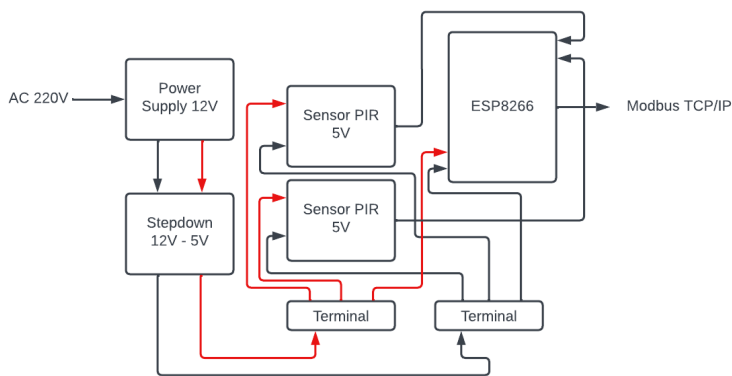 AC 220V
Power
Supply 12V
Sensor PIR
5V
ESP8266
Modbus TCP/IP
Stepdown
12V - 5V
Sensor PIR
5V
Terminal
Terminal